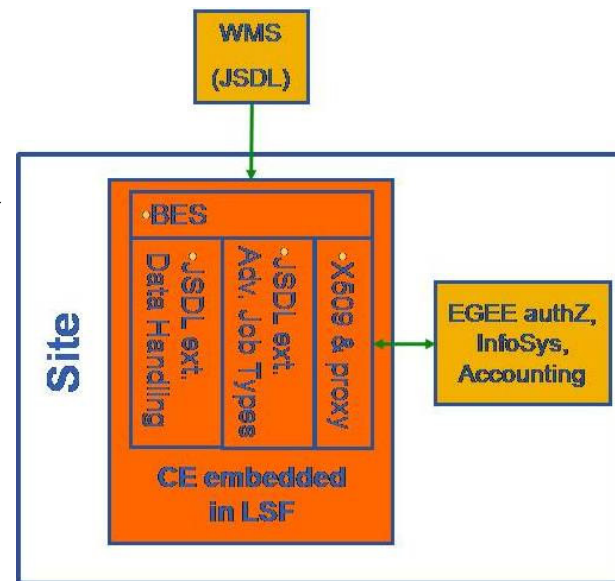 WMS
(JSDL)
BES
JSDL ext.
Data Handling
JSDL ext.
Adv. Job Types
X509 & proxy
Site
EGEE authZ,
InfoSys,
Accounting
CE embedded
in LSF